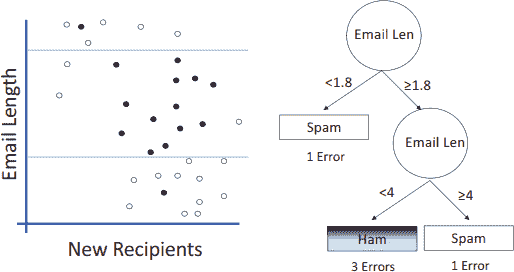 Email Length
New Recipients
Email Len
<1.8
≥1.8
Spam
1 Error
Email Len
<4
≥4
Ham
Spam
3 Errors
1 Error